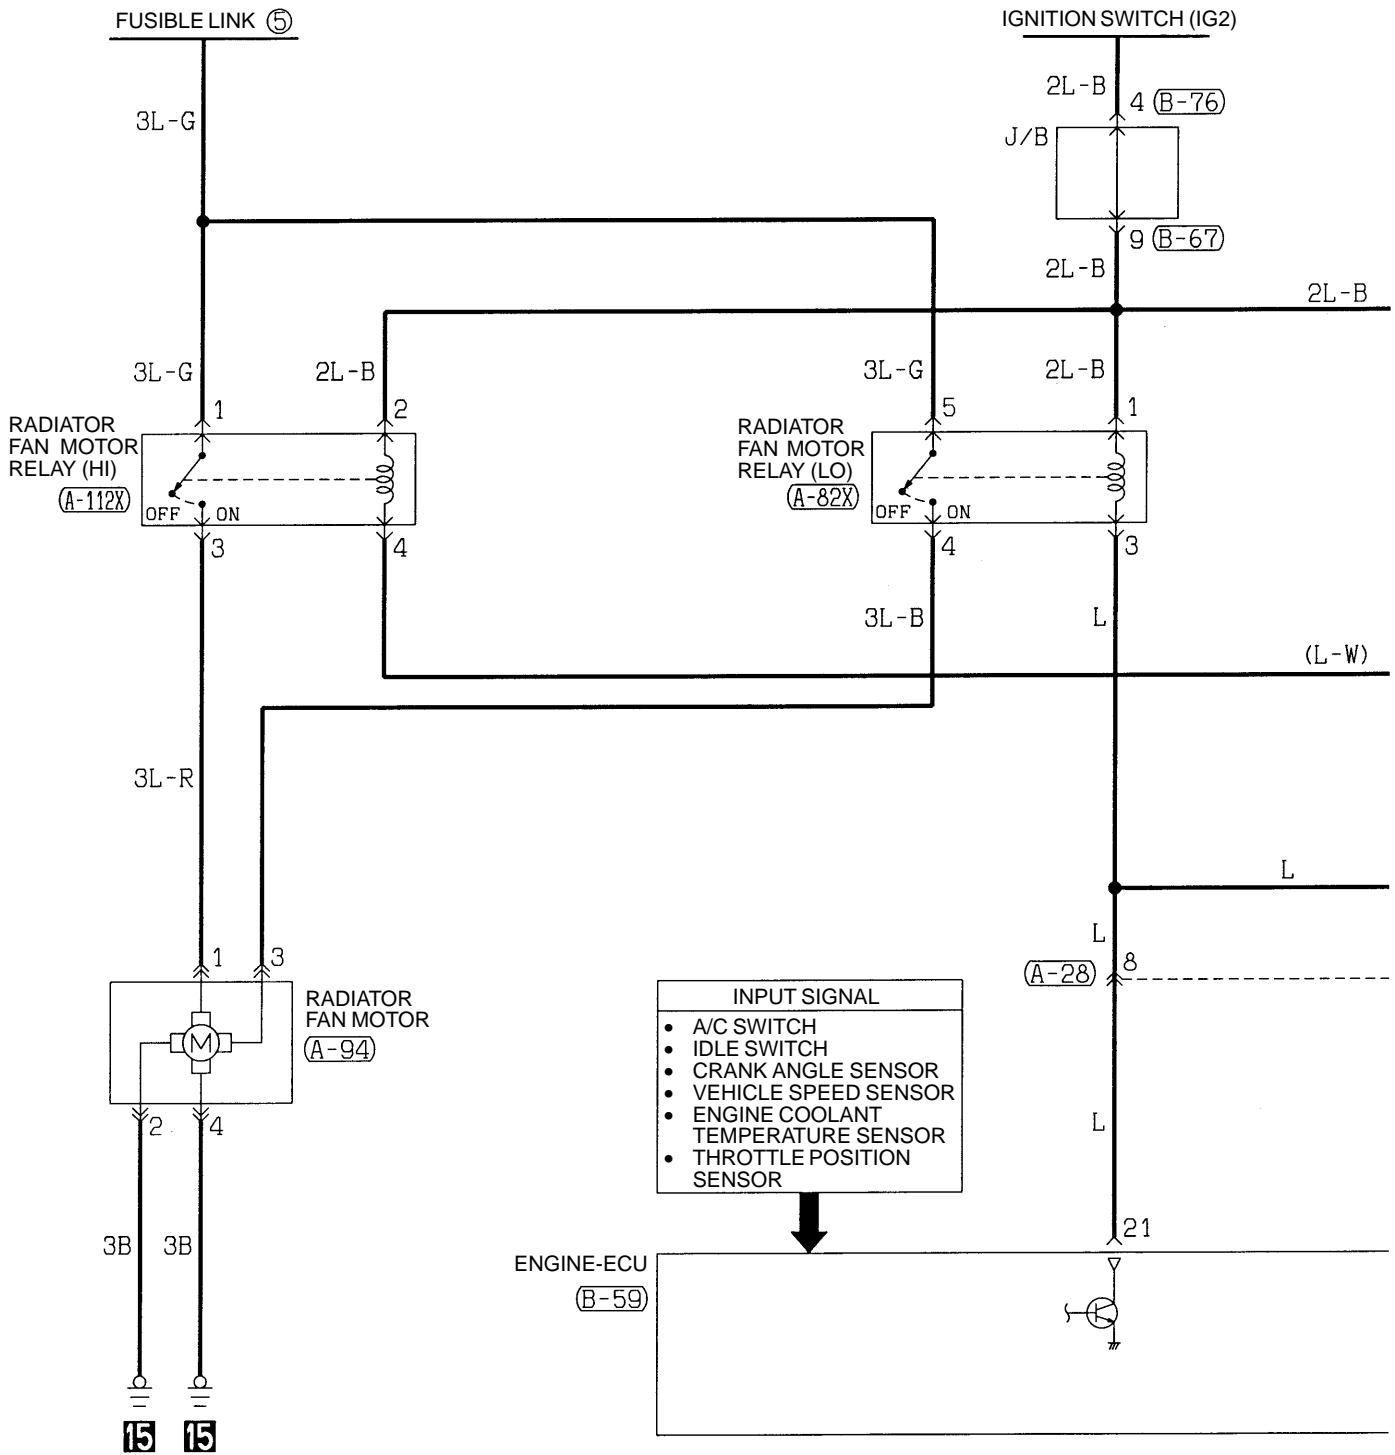 FUSIBLE LINK ⑤
IGNITION SWITCH (IG2)
2L-B
4 (B-76)
3L-G
J/B
9 (B-67)
2L-B
2L-B
3L-G
2L-B
3L-G
2L-B
1
2
5
1
RADIATOR
FAN MOTOR
RELAY (HI)
(A-112X)
OFF
ON
RADIATOR
FAN MOTOR
RELAY (LO)
(A-82X)
OFF
ON
3
4
4
3
3L-B
L
(L-W)
3L-R
L
L
1
3
(A-28)
8
RADIATOR
FAN MOTOR
(A-94)
M
INPUT SIGNAL
• A/C SWITCH
• IDLE SWITCH
• CRANK ANGLE SENSOR
• VEHICLE SPEED SENSOR
• ENGINE COOLANT
TEMPERATURE SENSOR
• THROTTLE POSITION
SENSOR
2
4
L
3B
3B
21
ENGINE-ECU
(B-59)
15
15